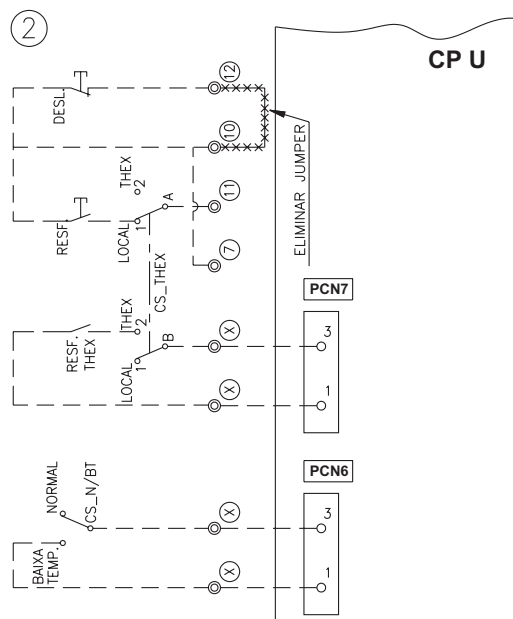 2
CP U
12
DESL.
10
ELIMINAR JUMPER
THEX
2
A
11
RESF.
LOCAL
1
7
CS_THEX
PCN7
THEX
2
3
RESF.
THEX
B
X
LOCAL
1
X
1
PCN6
NORMAL
CS_N/BT
X
3
BAIXA
TEMP.
X
1